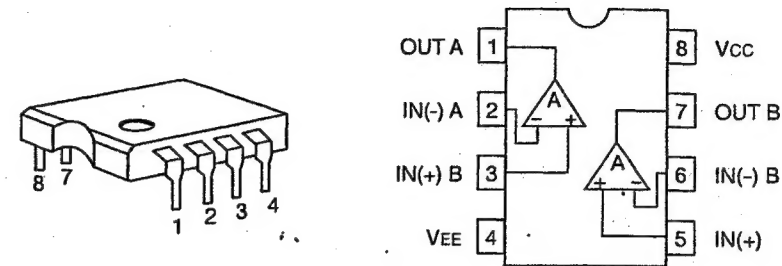 OUT A 1
8 Vcc
IN(-) A 2
A
- +
7 OUT B
IN(+) B 3
A
+ -
6 IN(-) B
VEE 4
5 IN(+)
8 7
1 2 3 4